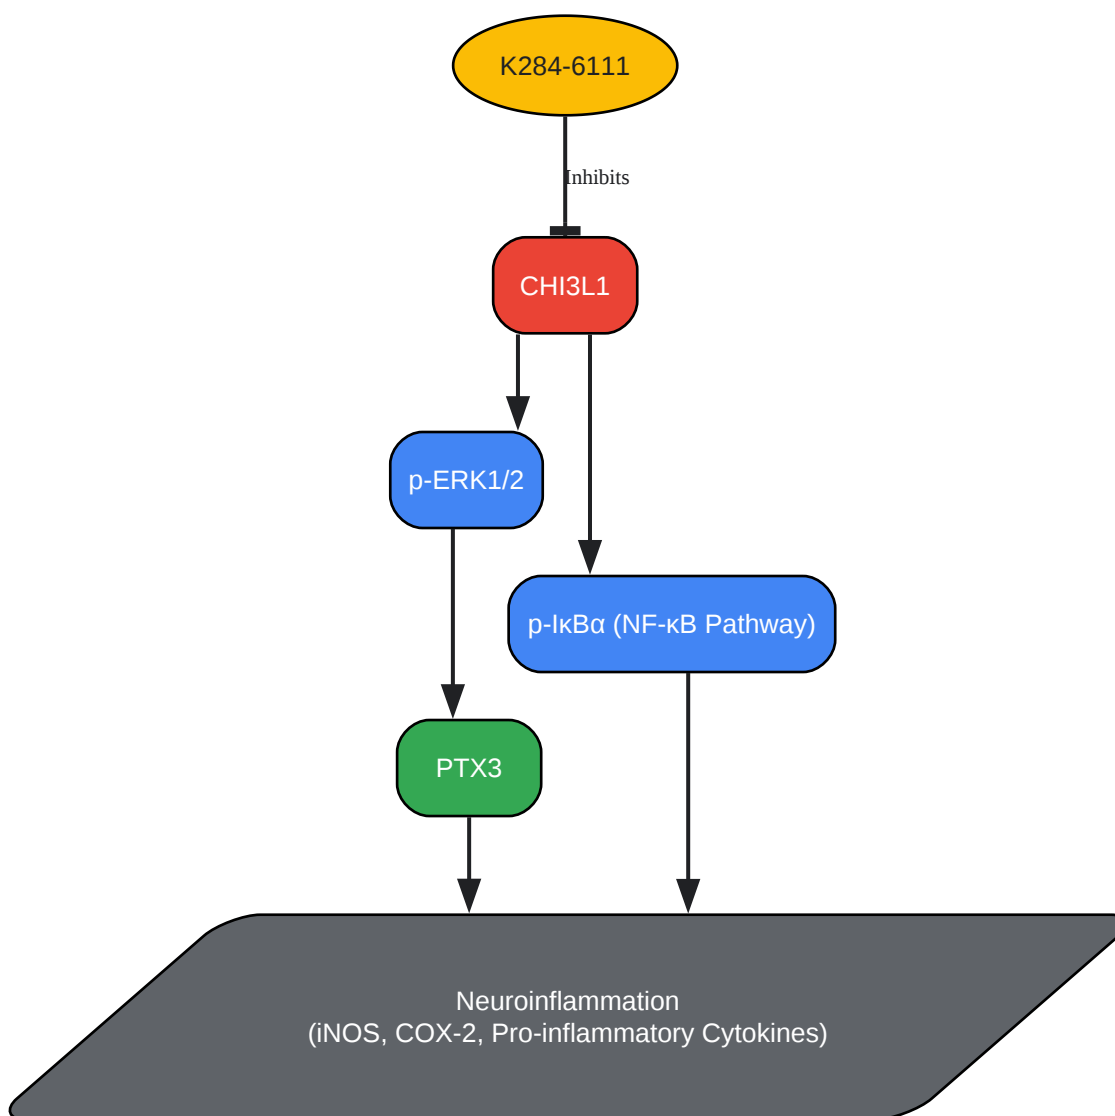 K284-6111
Inhibits
CHI3L1
p-ERK1/2
p-IκBα (NF-κB Pathway)
PTX3
Neuroinflammation
(iNOS, COX-2, Pro-inflammatory Cytokines)